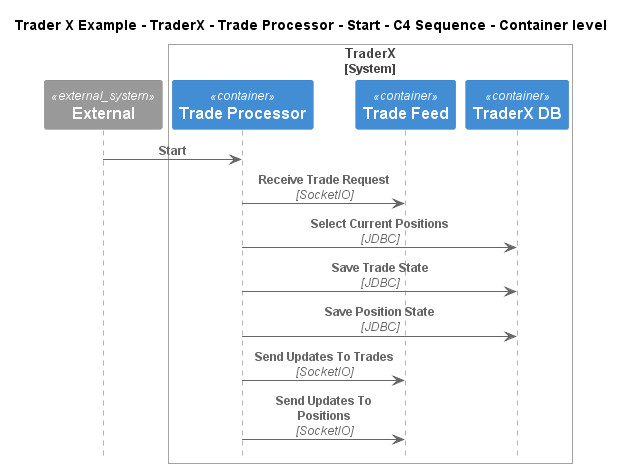 Trader X Example - TraderX - Trade Processor - Start - C4 Sequence - Container level
TraderX
[System]
«external_system»
External
«container»
Trade Processor
«container»
Trade Feed
«container»
TraderX DB
Start
Receive Trade Request
[SocketIO]
Select Current Positions
[JDBC]
Save Trade State
[JDBC]
Save Position State
[JDBC]
Send Updates To Trades
[SocketIO]
Send Updates To
Positions
[SocketIO]